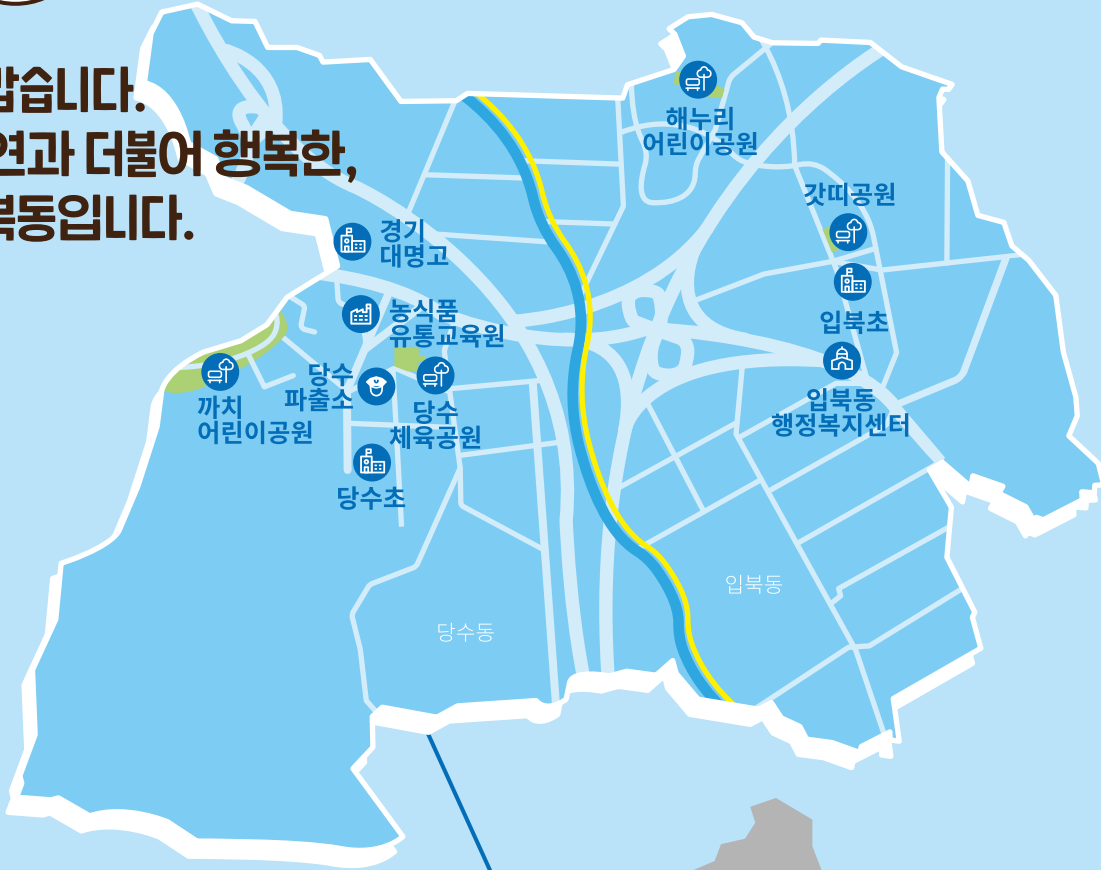 갑습니다.
연과 더불어 행복한,
북동입니다.
해누리
어린이공원
갓띠공원
경기
대명고
입북초
농식품
유통교육원
입북동
행정복지센터
당수
파출소
까치
어린이공원
당수
체육공원
당수초
입북동
당수동